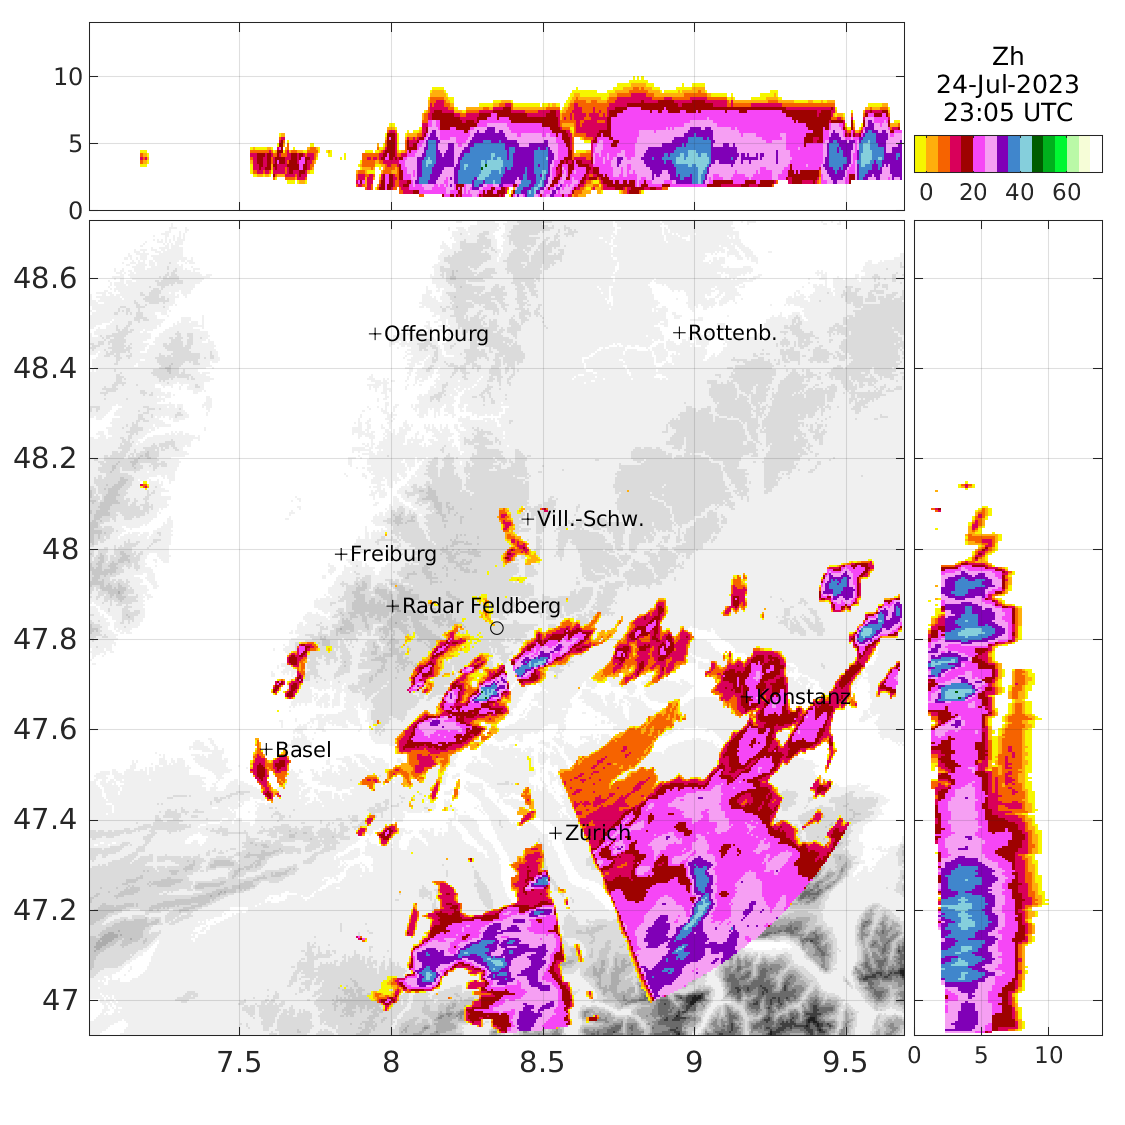 Zh
24-Jul-2023
23:05 UTC
0 20 40 60
10
5
0
48.6
48.4
48.2
48
47.8
47.6
47.4
47.2
47
+Offenburg
+Rottenb.
+Vill.-Schw.
+Freiburg
+Radar Feldberg
+Konstanz
+Basel
+Zürich
7.5 8 8.5 9 9.5
0 5 10